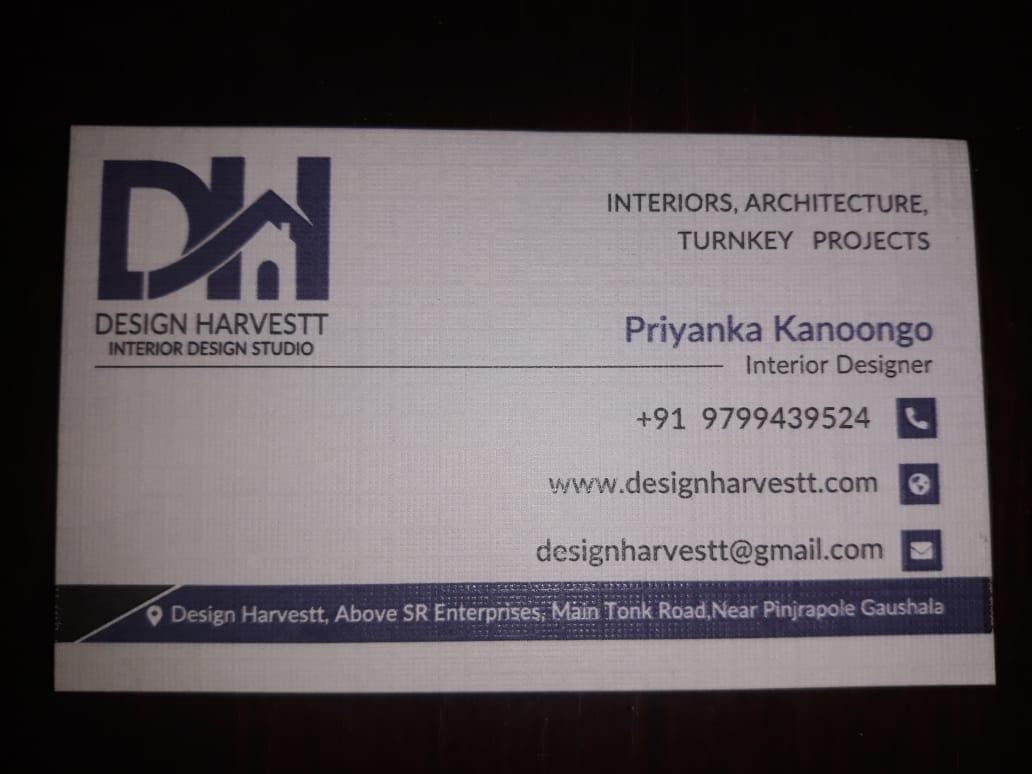 DH
DESIGN HARVESTT
INTERIOR DESIGN STUDIO
INTERIORS, ARCHITECTURE,
TURNKEY PROJECTS
Priyanka Kanoongo
Interior Designer
+91 9799439524
www.designharvestt.com
designharvestt@gmail.com
Design Harvestt, Above SR Enterprises, Main Tonk Road,Near Pinjrapole Gaushala